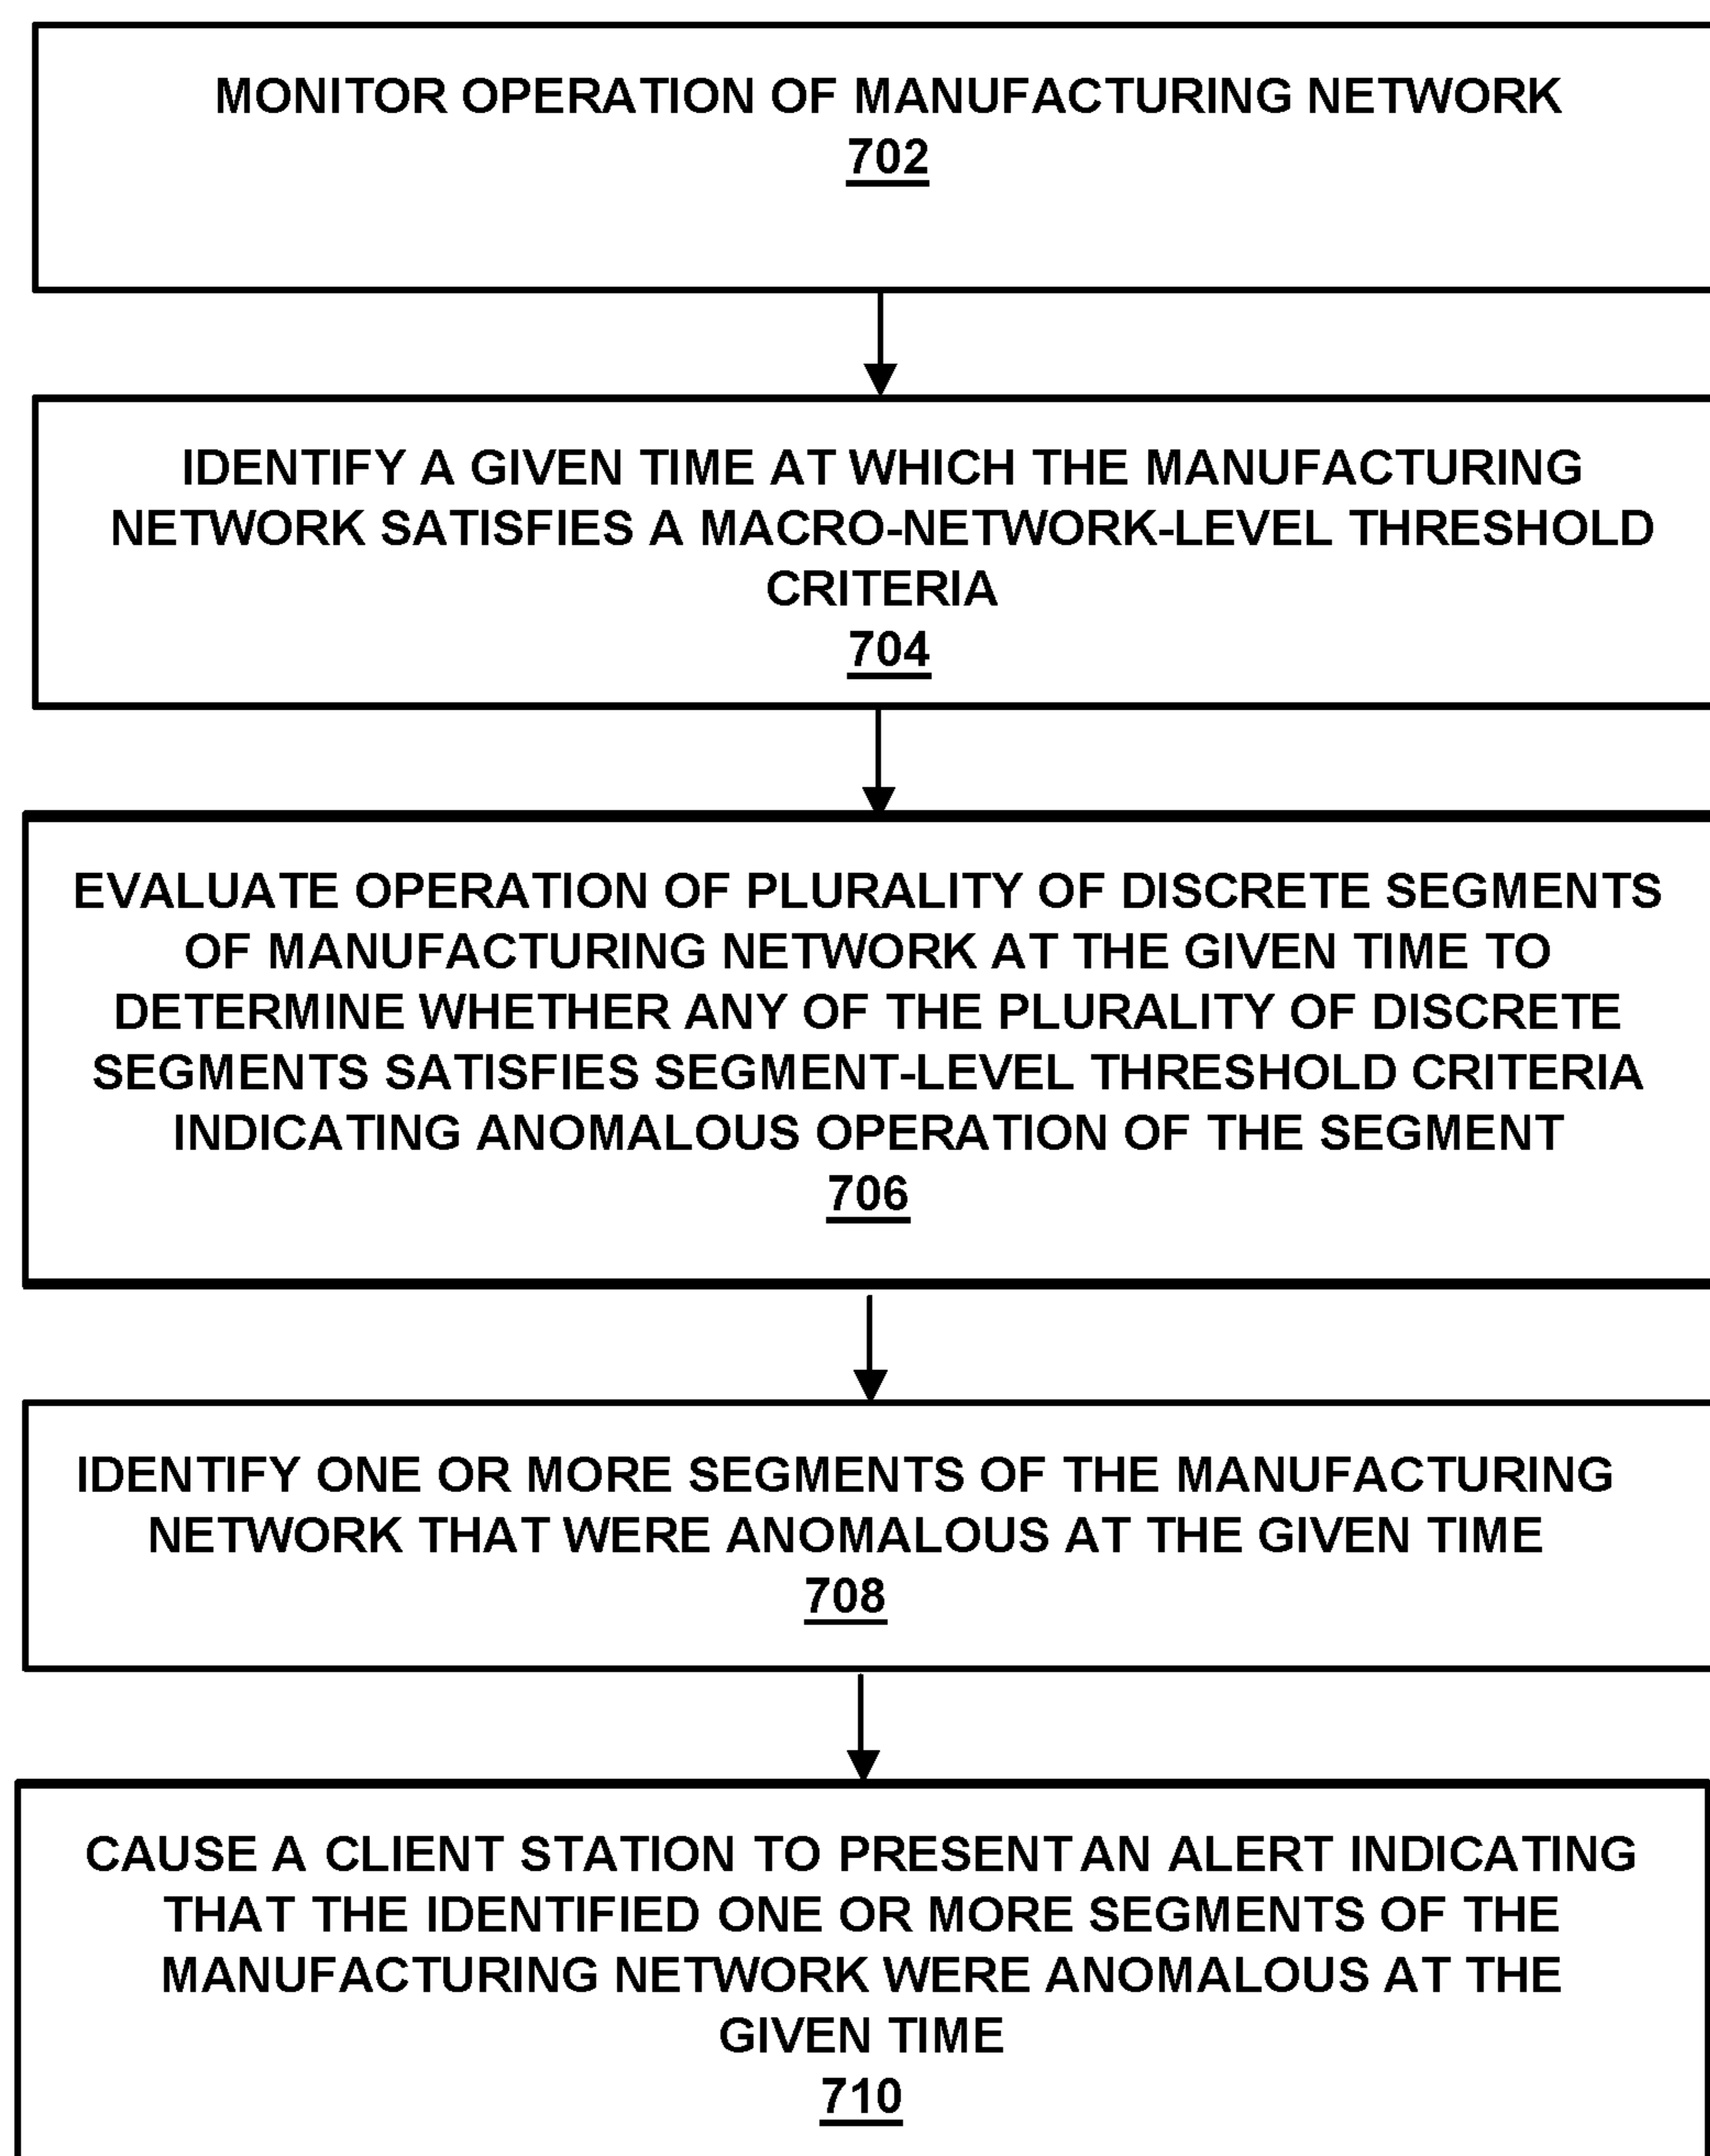 MONITOR OPERATION OF MANUFACTURING NETWORK
702
IDENTIFY A GIVEN TIME AT WHICH THE MANUFACTURING
NETWORK SATISFIES A MACRO-NETWORK-LEVEL THRESHOLD
CRITERIA
704
EVALUATE OPERATION OF PLURALITY OF DISCRETE SEGMENTS
OF MANUFACTURING NETWORK AT THE GIVEN TIME TO
DETERMINE WHETHER ANY OF THE PLURALITY OF DISCRETE
SEGMENTS SATISFIES SEGMENT-LEVEL THRESHOLD CRITERIA
INDICATING ANOMALOUS OPERATION OF THE SEGMENT
706
IDENTIFY ONE OR MORE SEGMENTS OF THE MANUFACTURING
NETWORK THAT WERE ANOMALOUS AT THE GIVEN TIME
708
CAUSE A CLIENT STATION TO PRESENT AN ALERT INDICATING
THAT THE IDENTIFIED ONE OR MORE SEGMENTS OF THE
MANUFACTURING NETWORK WERE ANOMALOUS AT THE
GIVEN TIME
710